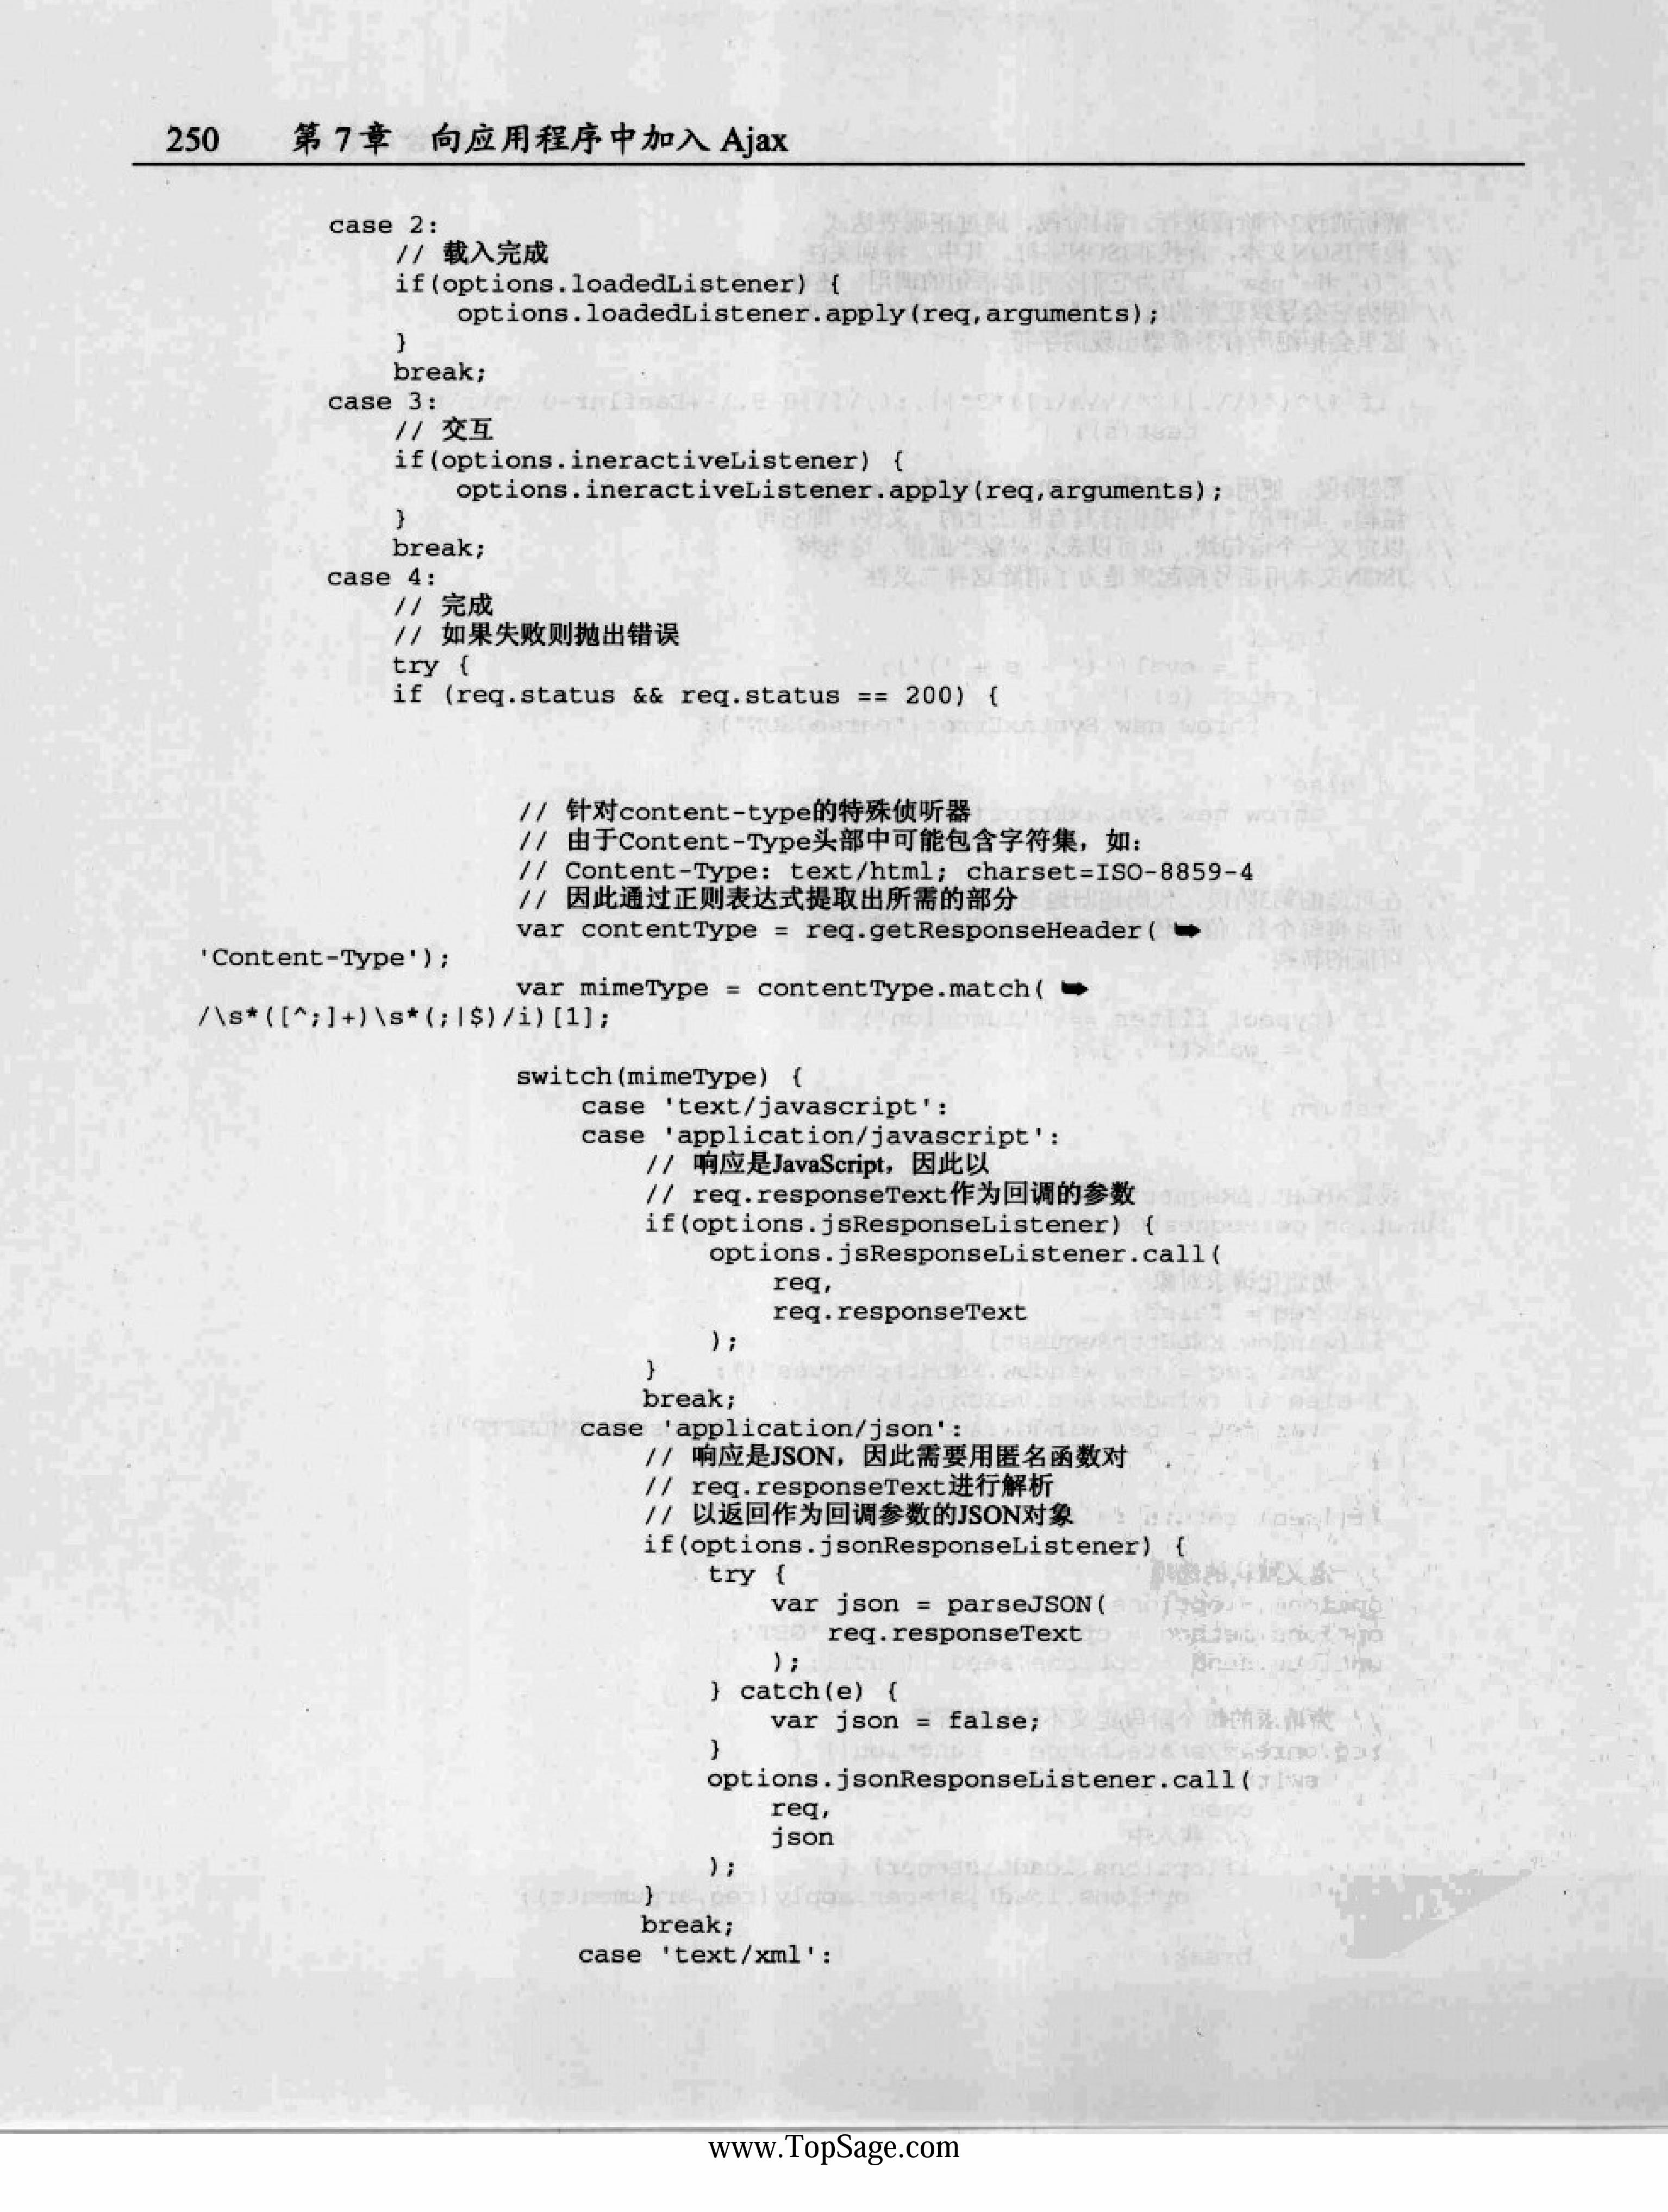 250 第 7 章 向应用程序中加入 Ajax
case 2:
// 载入完成
if(options.loadedListener) {
options.loadedListener.apply(req,arguments);
}
break;
case 3:
// 交互
if(options.ineractiveListener) {
options.ineractiveListener.apply(req,arguments);
}
break;
case 4:
// 完成
// 如果失败则抛出错误
try {
if (req.status && req.status == 200) {
// 针对content-type的特殊侦听器
// 由于Content-Type头部中可能包含字符集，如：
// Content-Type: text/html; charset=ISO-8859-4
// 因此通过正则表达式提取出所需的部分
var contentType = req.getResponseHeader( ➥
'Content-Type');
var mimeType = contentType.match( ➥
/\s*([^;]+)\s*(;|$)/i)[1];
switch(mimeType) {
case 'text/javascript':
case 'application/javascript':
// 响应是JavaScript，因此以
// req.responseText作为回调的参数
if(options.jsResponseListener) {
options.jsResponseListener.call(
req,
req.responseText
);
}
break;
case 'application/json':
// 响应是JSON，因此需要用匿名函数对
// req.responseText进行解析
// 以返回作为回调参数的JSON对象
if(options.jsonResponseListener) {
try {
var json = parseJSON(
req.responseText
);
} catch(e) {
var json = false;
}
options.jsonResponseListener.call(
req,
json
);
}
break;
case 'text/xml':
www.TopSage.com